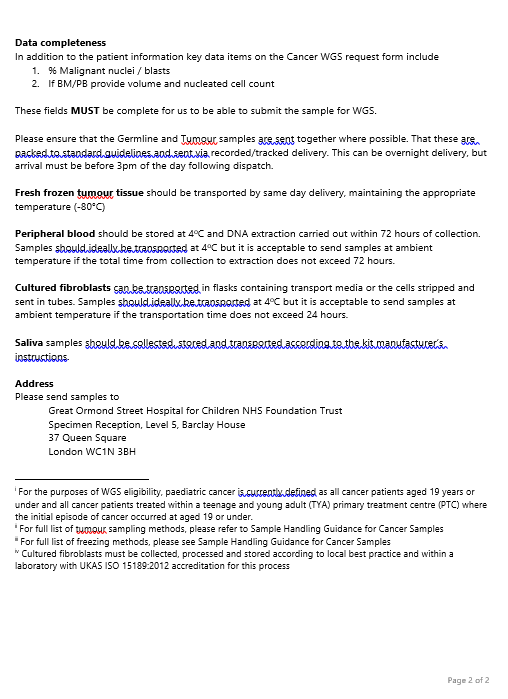 Data completeness
In addition to the patient information key data items on the Cancer WGS request form include
1. % Malignant nuclei / blasts
2. If BM/PB provide volume and nucleated cell count
These fields MUST be complete for us to be able to submit the sample for WGS.
Please ensure that the Germline and Tumour samples are sent together where possible. That these are
packed to standard guidelines and sent via recorded/tracked delivery. This can be overnight delivery, but
arrival must be before 3pm of the day following dispatch.
Fresh frozen tumour tissue should be transported by same day delivery, maintaining the appropriate
temperature (-80°C)
Peripheral blood should be stored at 4°C and DNA extraction carried out within 72 hours of collection.
Samples should ideally be transported at 4°C but it is acceptable to send samples at ambient
temperature if the total time from collection to extraction does not exceed 72 hours.
Cultured fibroblasts can be transported in flasks containing transport media or the cells stripped and
sent in tubes. Samples should ideally be transported at 4°C but it is acceptable to send samples at
ambient temperature if the transportation time does not exceed 24 hours.
Saliva samples should be collected, stored and transported according to the kit manufacturer's
instructions.
Address
Please send samples to
Great Ormond Street Hospital for Children NHS Foundation Trust
Specimen Reception, Level 5, Barclay House
37 Queen Square
London WC1N 3BH
i For the purposes of WGS eligibility, paediatric cancer is currently defined as all cancer patients aged 19 years or
under and all cancer patients treated within a teenage and young adult (TYA) primary treatment centre (PTC) where
the initial episode of cancer occurred at aged 19 or under.
ii For full list of tumour sampling methods, please refer to Sample Handling Guidance for Cancer Samples
iii For full list of freezing methods, please see Sample Handling Guidance for Cancer Samples
iv Cultured fibroblasts must be collected, processed and stored according to local best practice and within a
laboratory with UKAS ISO 15189:2012 accreditation for this process
Page 2 of 2